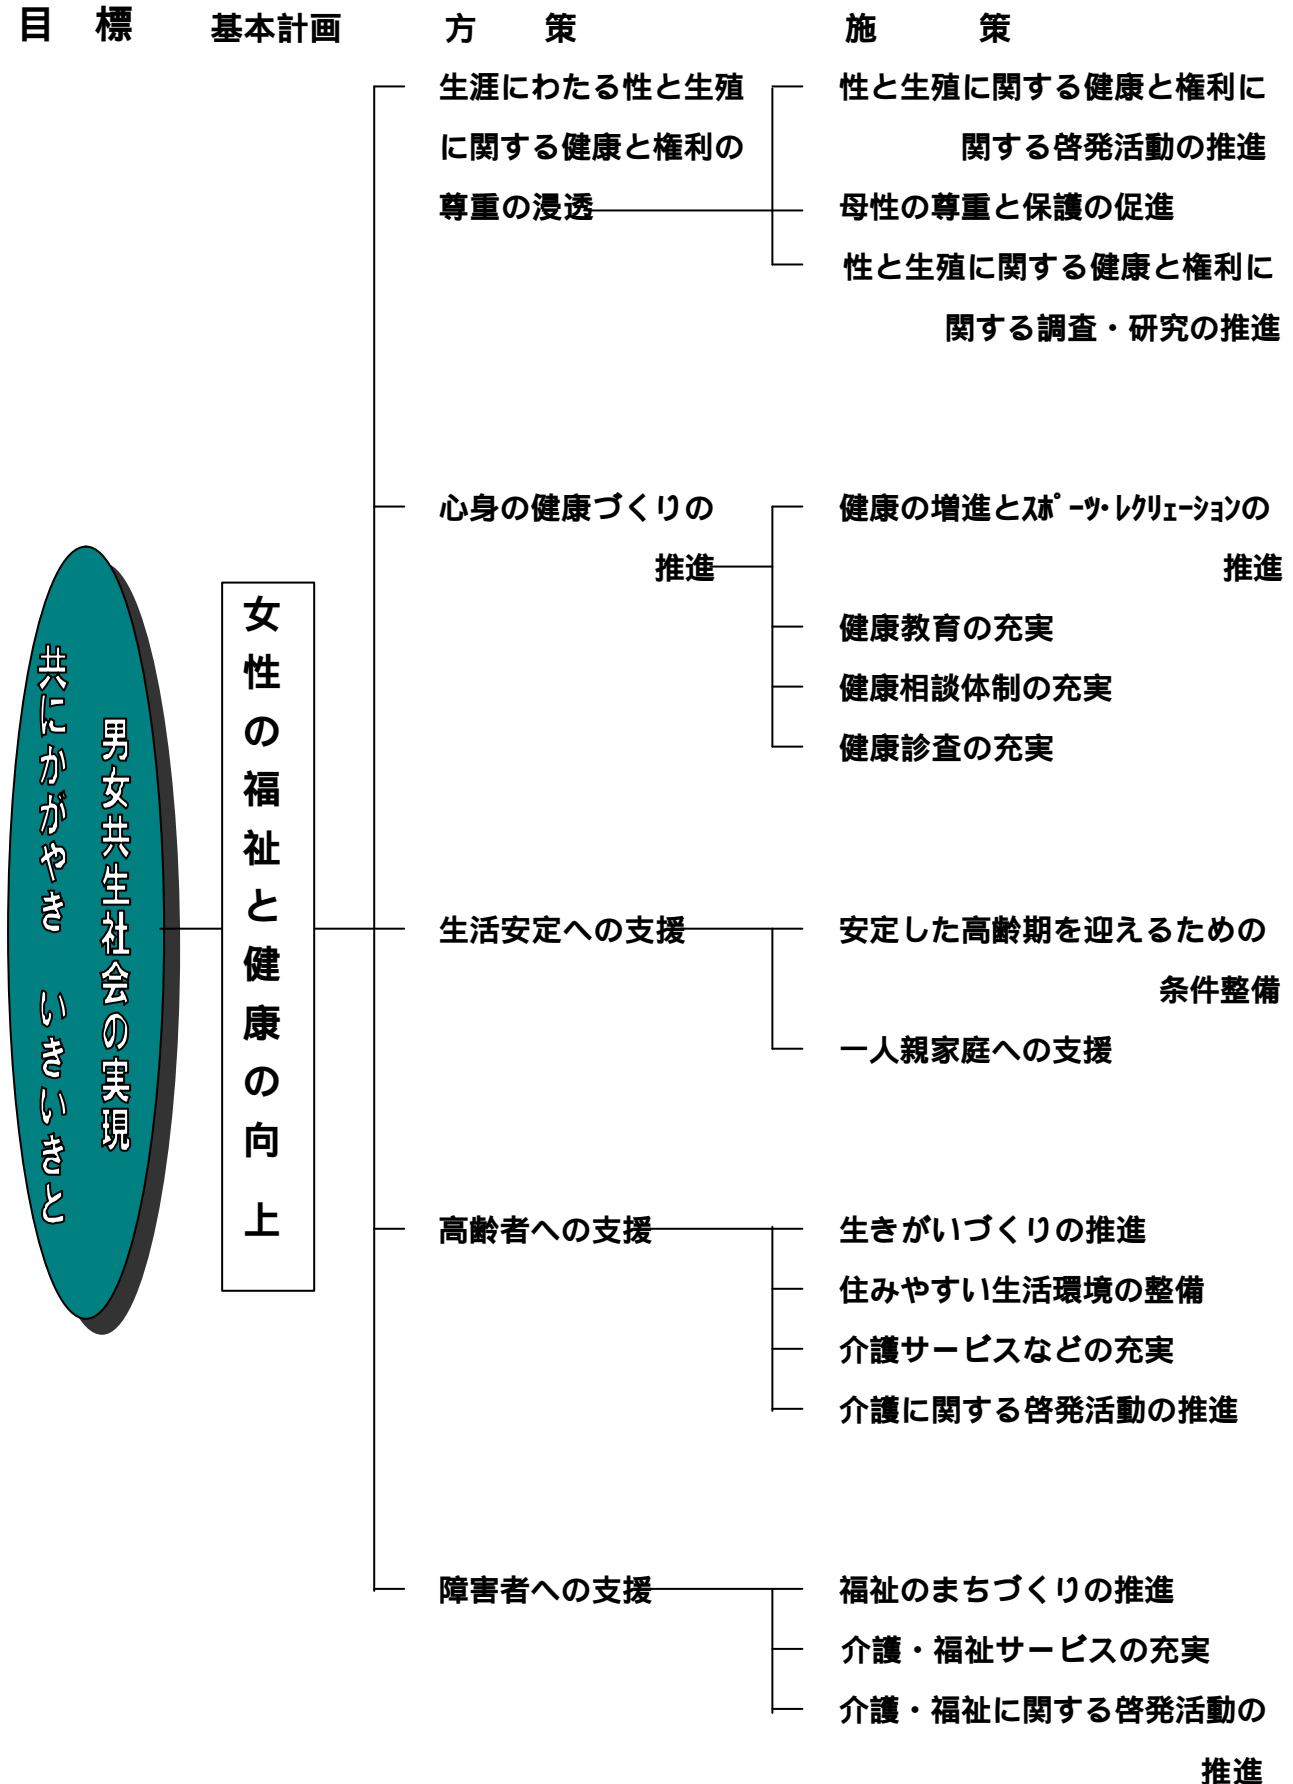 目　標　　基本計画　　方　　策　　施　　策
共にかがやき　いきいきと
男女共生社会の実現
女性の福祉と健康の向上
生涯にわたる性と生殖
に関する健康と権利の
尊重の浸透
性と生殖に関する健康と権利に
関する啓発活動の推進
母性の尊重と保護の促進
性と生殖に関する健康と権利に
関する調査・研究の推進
心身の健康づくりの
推進
健康の増進とｽﾎﾟｰﾂ･ﾚｸﾘｪｰｼｮﾝの
推進
健康教育の充実
健康相談体制の充実
健康診査の充実
生活安定への支援
安定した高齢期を迎えるための
条件整備
一人親家庭への支援
高齢者への支援
生きがいづくりの推進
住みやすい生活環境の整備
介護サービスなどの充実
介護に関する啓発活動の推進
障害者への支援
福祉のまちづくりの推進
介護・福祉サービスの充実
介護・福祉に関する啓発活動の
推進